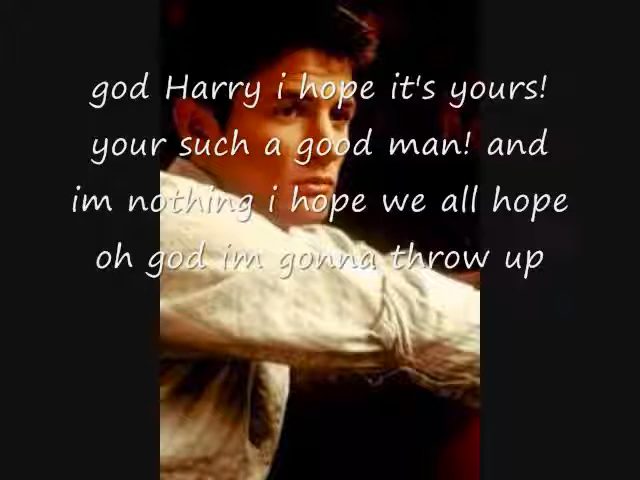 god Harry i hope it's yours!
your such a good man! and
im nothing i hope we all hope
oh god im gonna throw up